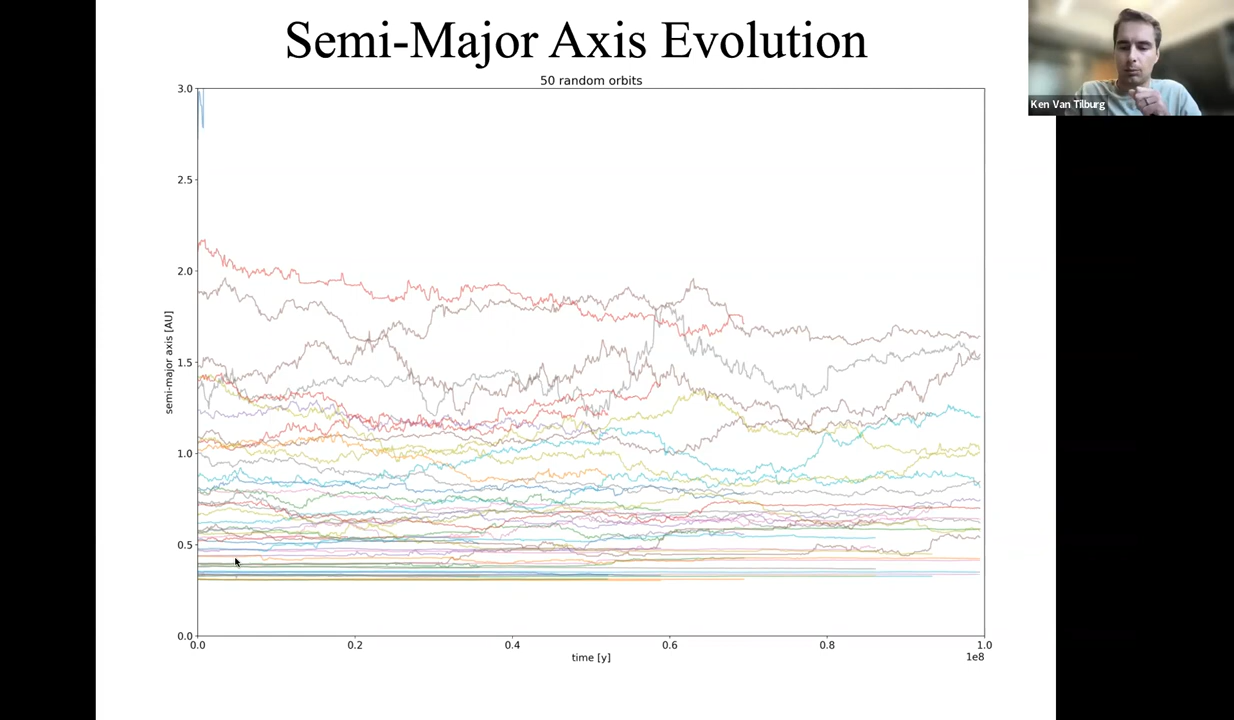 Semi-Major Axis Evolution
50 random orbits
Ken Van Tilburg
3.0
2.5
2.0
1.5
1.0
0.5
0.0
semi-major axis [AU]
0.0 0.2 0.4 0.6 0.8 1.0
1e8
time [y]